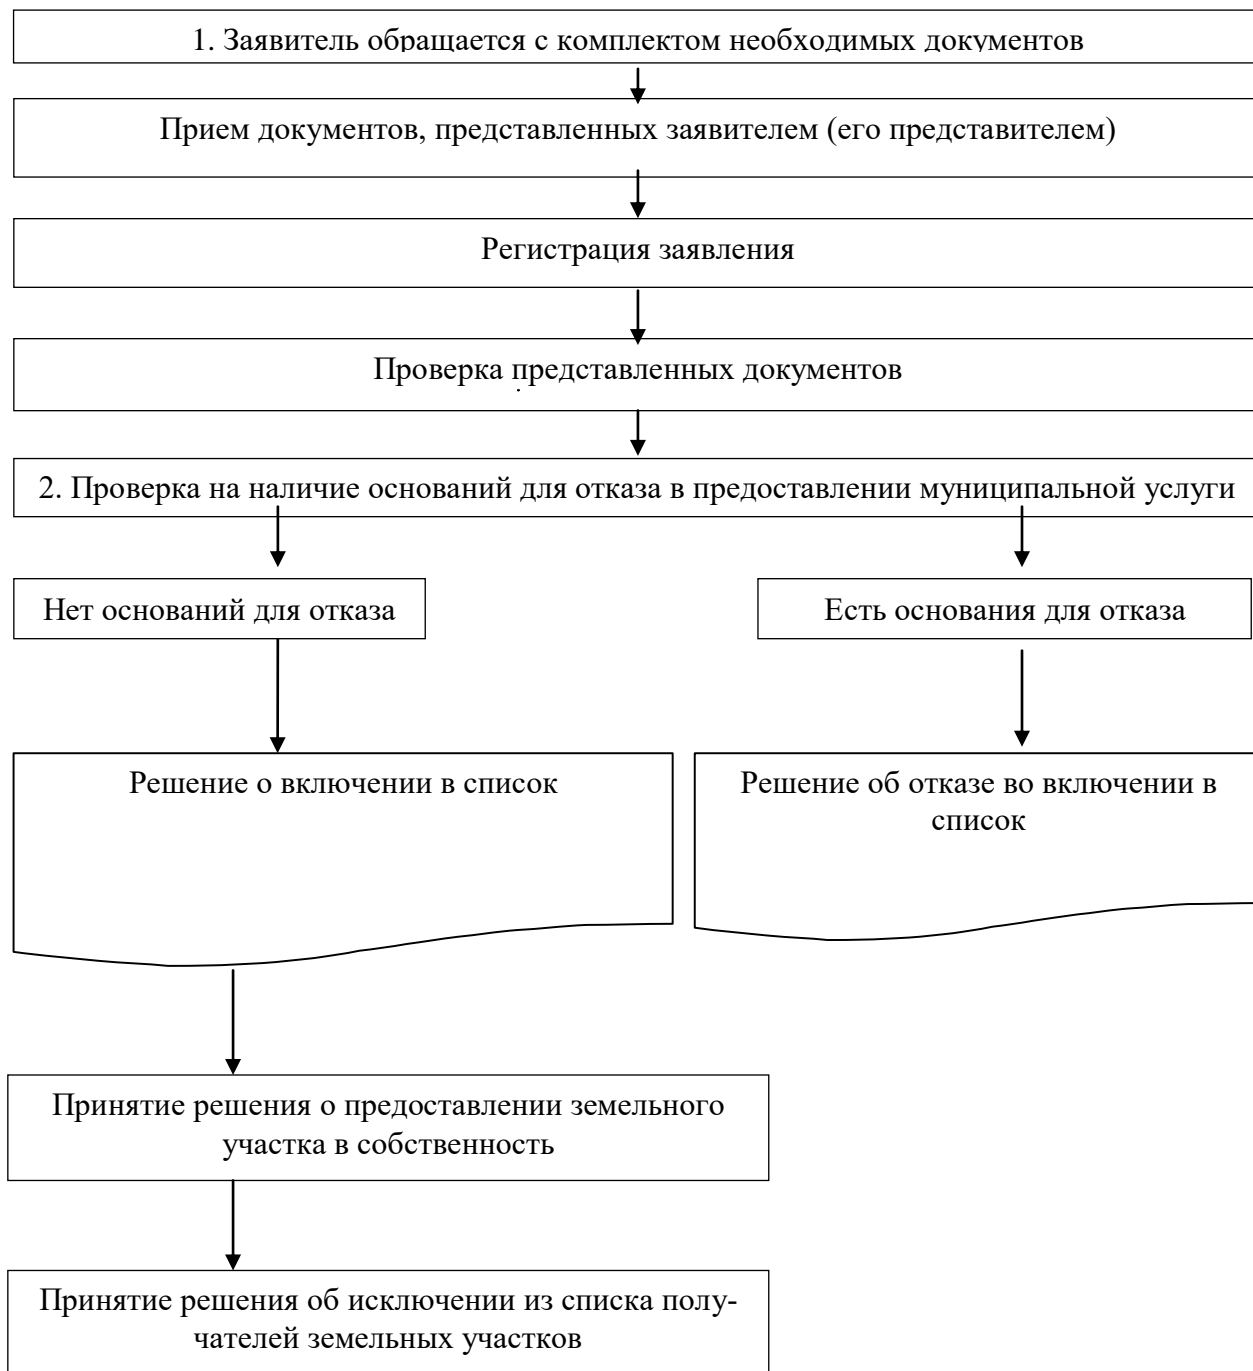 1. Заявитель обращается с комплектом необходимых документов
Прием документов, представленных заявителем (его представителем)
Регистрация заявления
Проверка представленных документов
2. Проверка на наличие оснований для отказа в предоставлении муниципальной услуги
Нет оснований для отказа
Есть основания для отказа
Решение о включении в список
Решение об отказе во включении в
список
Принятие решения о предоставлении земельного
участка в собственность
Принятие решения об исключении из списка полу-
чателей земельных участков